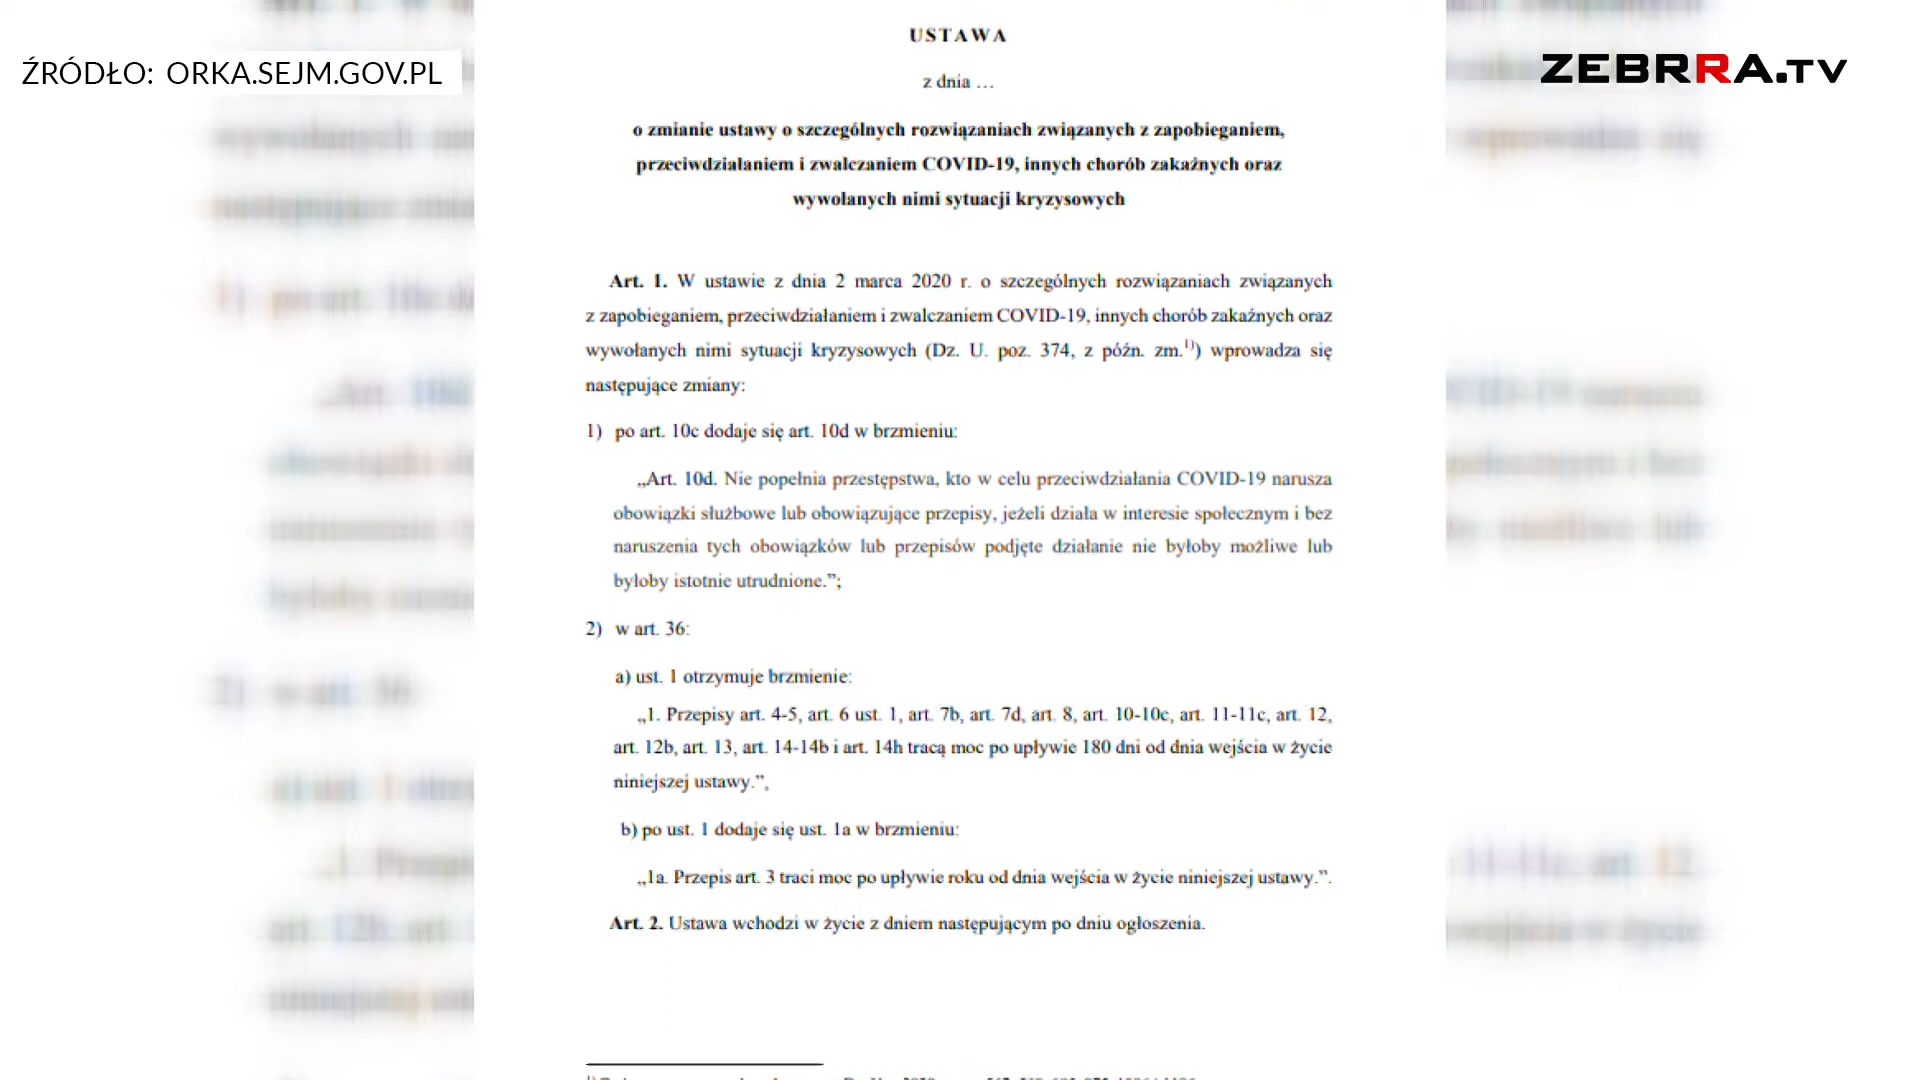 USTAWA
ŹRÓDŁO: ORKA.SEJM.GOV.PL
ZEBRRA.TV
z dnia …
o zmianie ustawy o szczególnych rozwiązaniach związanych z zapobieganiem,
przeciwdziałaniem i zwalczaniem COVID-19, innych chorób zakaźnych oraz
wywołanych nimi sytuacji kryzysowych
Art. 1. W ustawie z dnia 2 marca 2020 r. o szczególnych rozwiązaniach związanych
z zapobieganiem, przeciwdziałaniem i zwalczaniem COVID-19, innych chorób zakaźnych oraz
wywołanych nimi sytuacji kryzysowych (Dz. U. poz. 374, z późn. zm.1)) wprowadza się
następujące zmiany:
1) po art. 10c dodaje się art. 10d w brzmieniu:
„Art. 10d. Nie popełnia przestępstwa, kto w celu przeciwdziałania COVID-19 narusza
obowiązki służbowe lub obowiązujące przepisy, jeżeli działa w interesie społecznym i bez
naruszenia tych obowiązków lub przepisów podjęte działanie nie byłoby możliwe lub
byłoby istotnie utrudnione.”;
2) w art. 36:
a) ust. 1 otrzymuje brzmienie:
„1. Przepisy art. 4-5, art. 6 ust. 1, art. 7b, art. 7d, art. 8, art. 10-10c, art. 11-11c, art. 12,
art. 12b, art. 13, art. 14-14b i art. 14h tracą moc po upływie 180 dni od dnia wejścia w życie
niniejszej ustawy.”,
b) po ust. 1 dodaje się ust. 1a w brzmieniu:
„1a. Przepis art. 3 traci moc po upływie roku od dnia wejścia w życie niniejszej ustawy.”.
Art. 2. Ustawa wchodzi w życie z dniem następującym po dniu ogłoszenia.